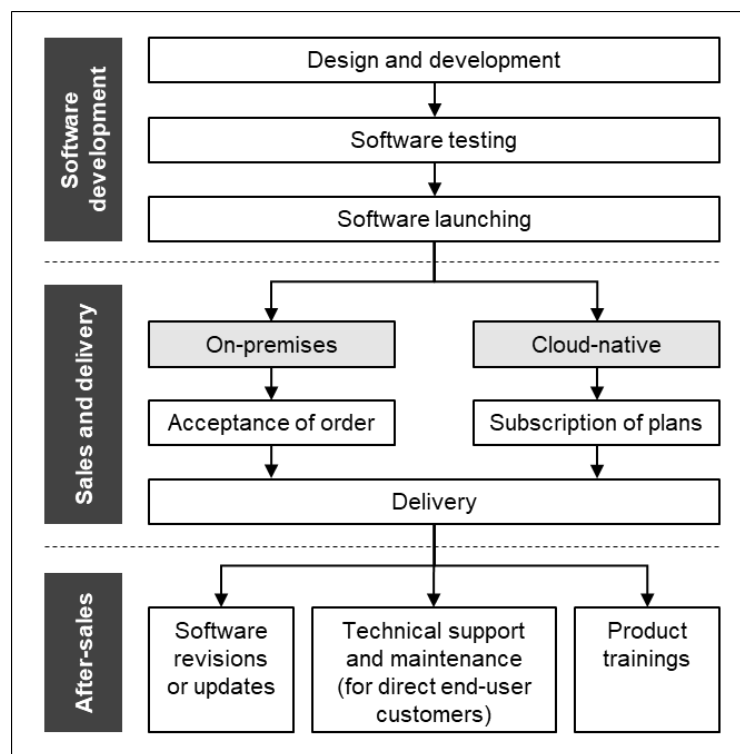 Software
development
Design and development
Software testing
Software launching
Sales and delivery
On-premises
Cloud-native
Acceptance of order
Subscription of plans
Delivery
After-sales
Software
revisions
or updates
Technical support
and maintenance
(for direct end-user
customers)
Product
trainings